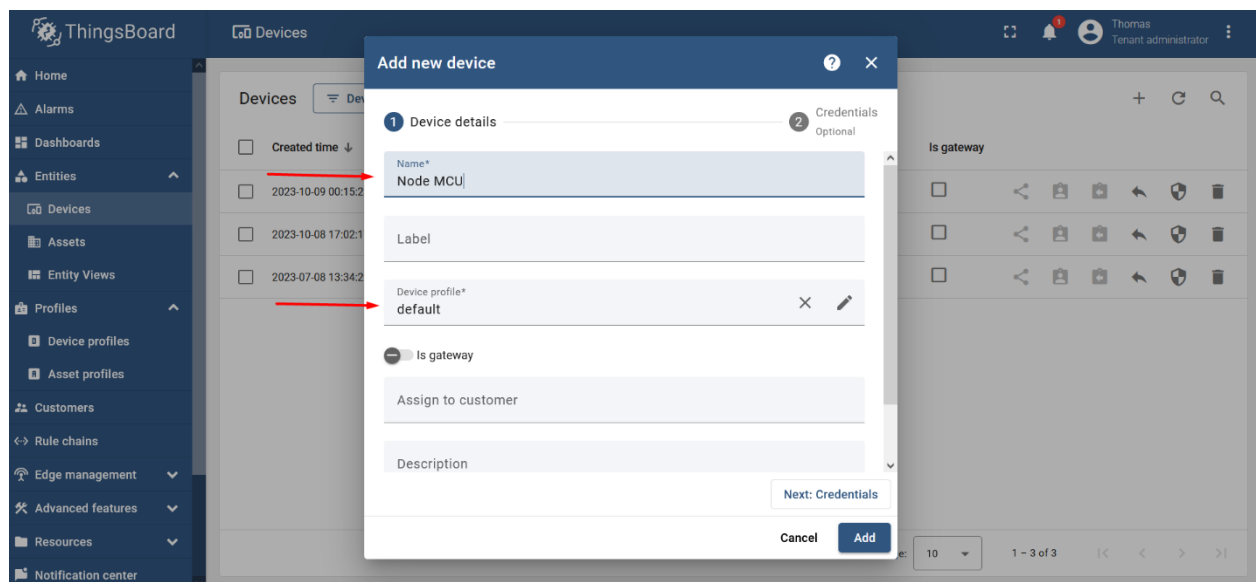 ThingsBoard
Devices
1
Thomas
Tenant administrator
Home
Alarms
Dashboards
Entities
Devices
Assets
Entity Views
Profiles
Device profiles
Asset profiles
Customers
Rule chains
Edge management
Advanced features
Resources
Notification center
Devices
Created time
Is gateway
2023-10-09 00:15:2
2023-10-08 17:02:1
2023-07-08 13:34:2
10
1 – 3 of 3
Add new device
?
1 Device details
2 Credentials
Optional
Name*
Node MCU
Label
Device profile*
default
Is gateway
Assign to customer
Description
Next: Credentials
Cancel Add